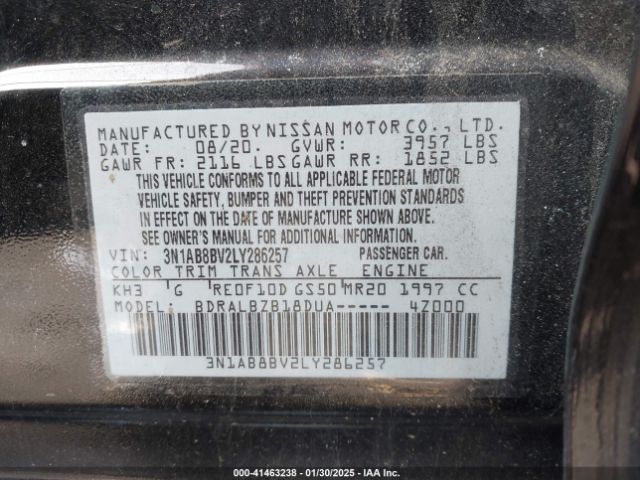 MANUFACTURED BY NISSAN MOTOR CO., LTD.
DATE: 08/20. GVWR: 3957 LBS
GAWR FR: 2116 LBS GAWR RR: 1852 LBS
THIS VEHICLE CONFORMS TO ALL APPLICABLE FEDERAL MOTOR
VEHICLE SAFETY, BUMPER AND THEFT PREVENTION STANDARDS
IN EFFECT ON THE DATE OF MANUFACTURE SHOWN ABOVE.
SEE OWNER'S MANUAL FOR ADDITIONAL INFORMATION.
VIN: 3N1AB8BV2LY286257 PASSENGER CAR.
COLOR TRIM TRANS AXLE ENGINE
KH3 'G RE0F10D GS50 MR20 1997 CC
MODEL: BDRALBZB18DUA----- 4Z000
3N1AB8BV2LY286257
000-41463238 - 01/30/2025 - IAA Inc.